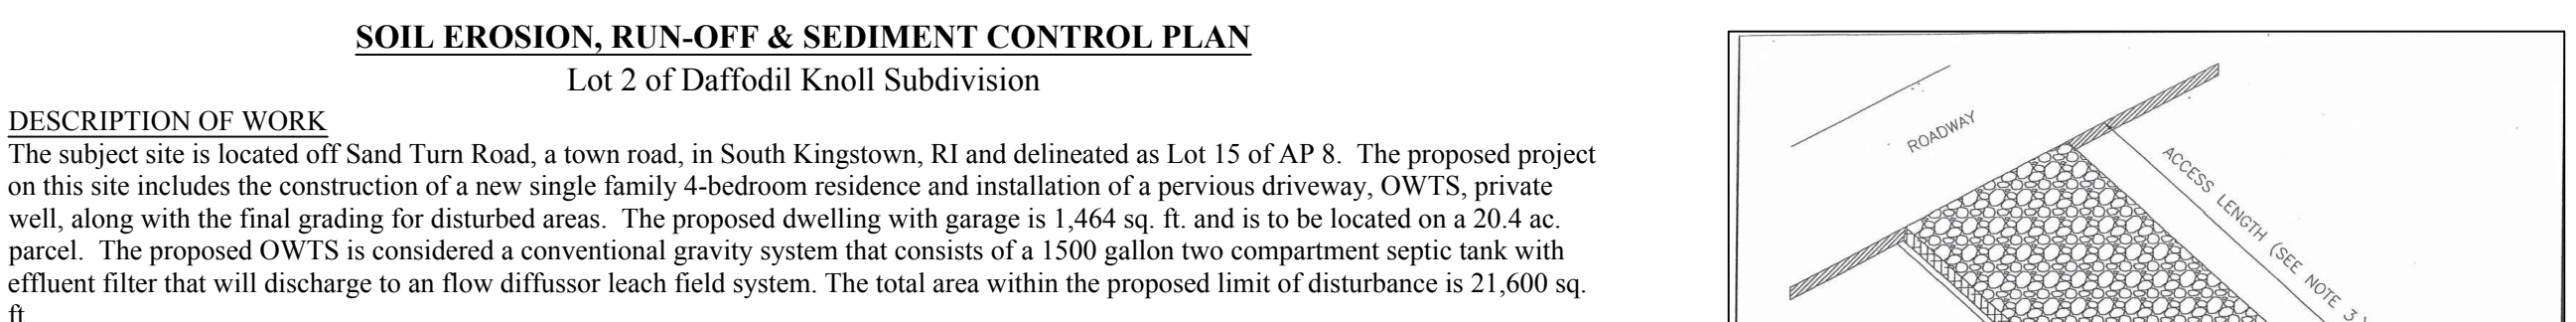 SOIL EROSION, RUN-OFF & SEDIMENT CONTROL PLAN
Lot 2 of Daffodil Knoll Subdivision
DESCRIPTION OF WORK
The subject site is located off Sand Turn Road, a town road, in South Kingstown, RI and delineated as Lot 15 of AP 8. The proposed project
on this site includes the construction of a new single family 4-bedroom residence and installation of a pervious driveway, OWTS, private
well, along with the final grading for disturbed areas. The proposed dwelling with garage is 1,464 sq. ft. and is to be located on a 20.4 ac.
parcel. The proposed OWTS is considered a conventional gravity system that consists of a 1500 gallon two compartment septic tank with
effluent filter that will discharge to an flow diffussor leach field system. The total area within the proposed limit of disturbance is 21,600 sq.
ft
ROADWAY
ACCESS LENGTH (SEE NOTE 3